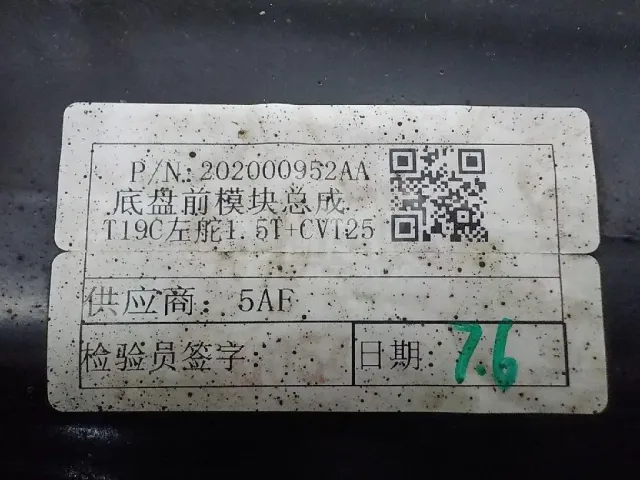 P/N: 202000952AA
底盘前模块总成
T19C左舵1.5T+CVT25
供应商: 5AF
检验员签字:
日期: 7.6